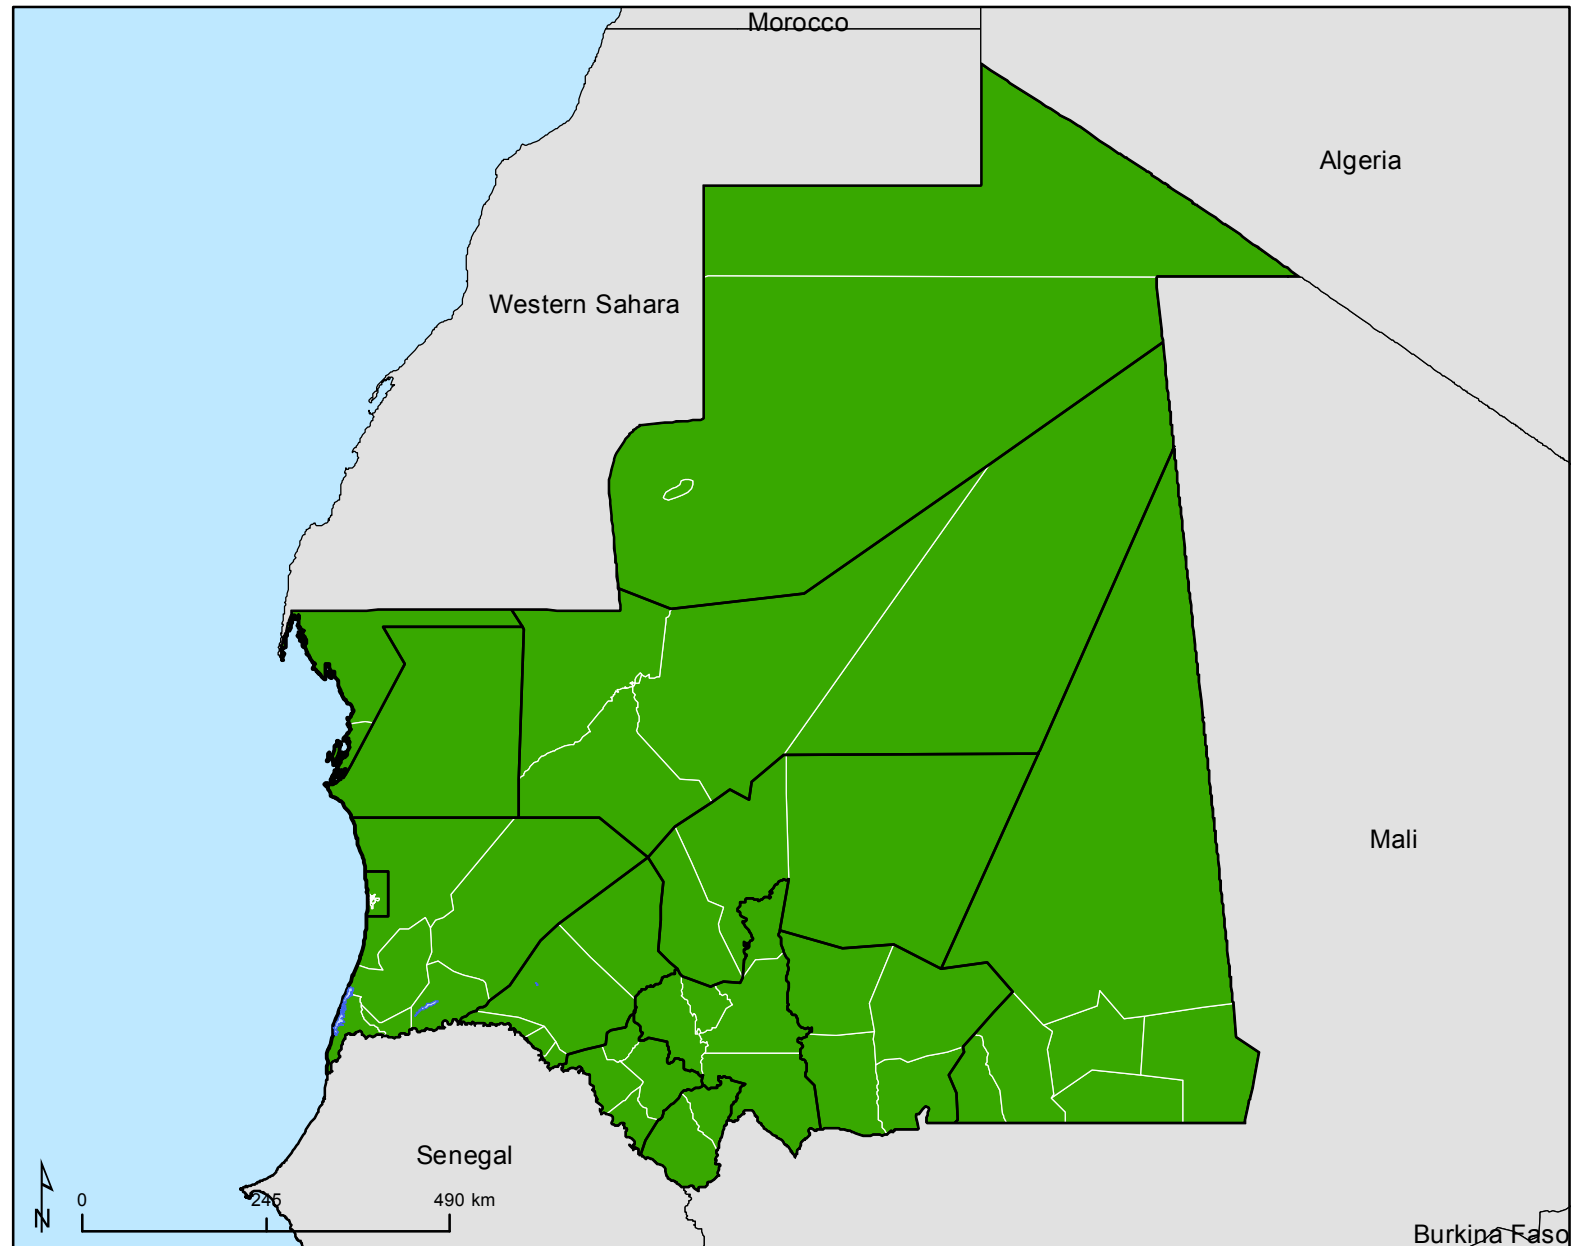 Morocco
Algeria
Western Sahara
Mali
Senegal
0 245 490 km
N
Burkina Faso